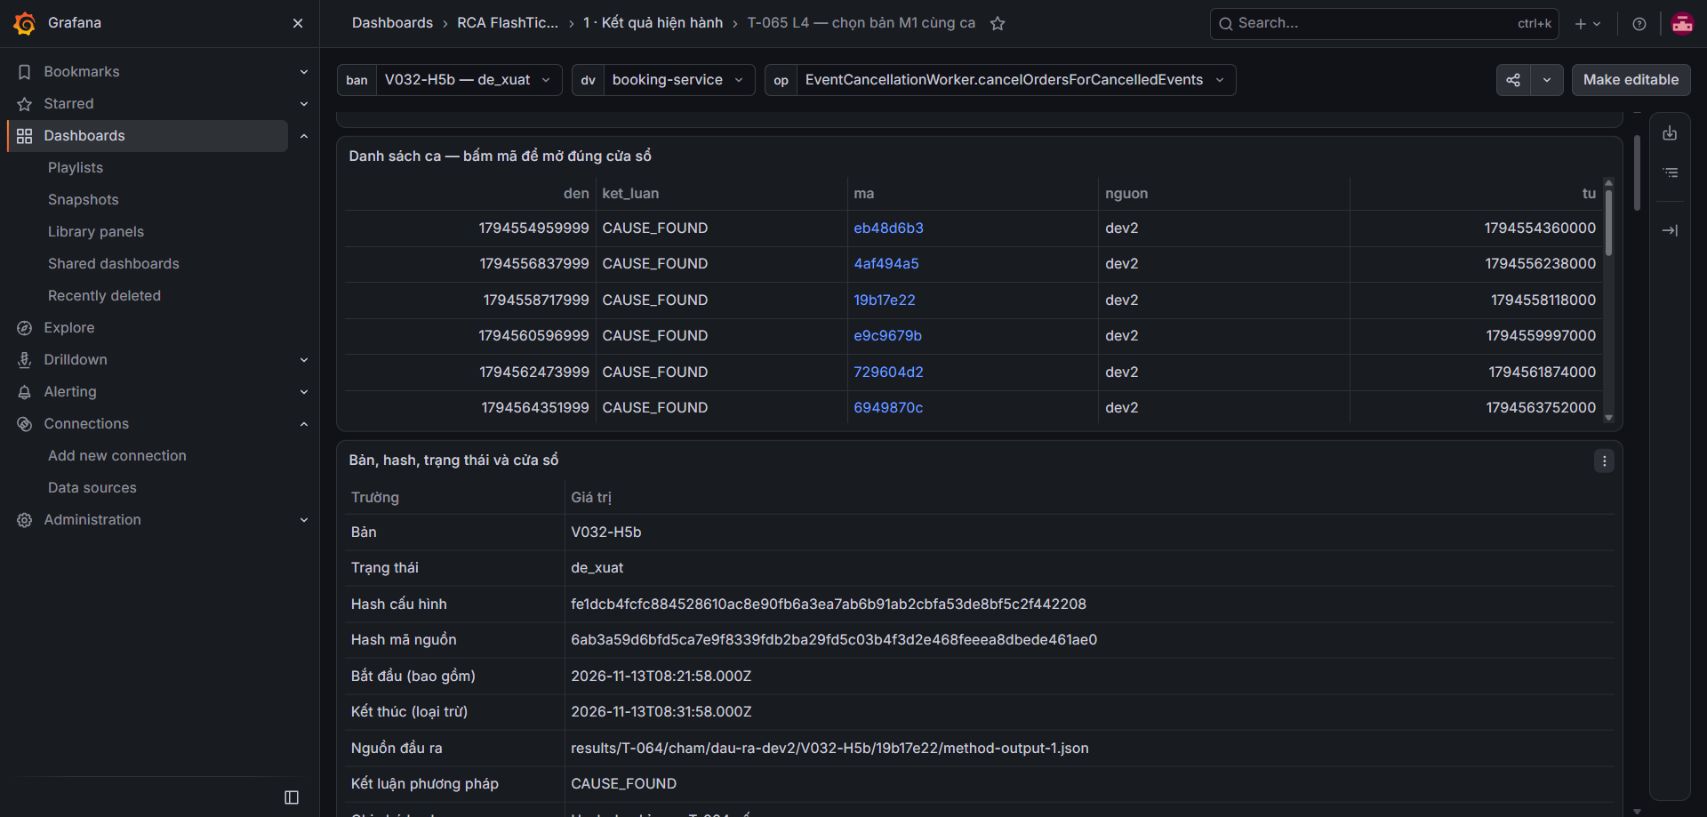 Grafana
Dashboards › RCA FlashTic... › 1 · Kết quả hiện hành › T-065 L4 — chọn bản M1 cùng ca
Search... ctrl+k
Bookmarks
Starred
Dashboards
Playlists
Snapshots
Library panels
Shared dashboards
Recently deleted
Explore
Drilldown
Alerting
Connections
Add new connection
Data sources
Administration
ban V032-H5b — de_xuat dv booking-service op EventCancellationWorker.cancelOrdersForCancelledEvents
Make editable
Danh sách ca — bấm mã để mở đúng cửa sổ
den ket_luan ma nguon tu
1794554959999 CAUSE_FOUND eb48d6b3 dev2 1794554360000
1794556837999 CAUSE_FOUND 4af494a5 dev2 1794556238000
1794558717999 CAUSE_FOUND 19b17e22 dev2 1794558118000
1794560596999 CAUSE_FOUND e9c9679b dev2 1794559997000
1794562473999 CAUSE_FOUND 729604d2 dev2 1794561874000
1794564351999 CAUSE_FOUND 6949870c dev2 1794563752000
Bản, hash, trạng thái và cửa sổ
Trường Giá trị
Bản V032-H5b
Trạng thái de_xuat
Hash cấu hình fe1dcb4fcfc884528610ac8e90fb6a3ea7ab6b91ab2cbfa53de8bf5c2f442208
Hash mã nguồn 6ab3a59d6bfd5ca7e9f8339fdb2ba29fd5c03b4f3d2e468feeea8dbede461ae0
Bắt đầu (bao gồm) 2026-11-13T08:21:58.000Z
Kết thúc (loại trừ) 2026-11-13T08:31:58.000Z
Nguồn đầu ra results/T-064/cham/dau-ra-dev2/V032-H5b/19b17e22/method-output-1.json
Kết luận phương pháp CAUSE_FOUND